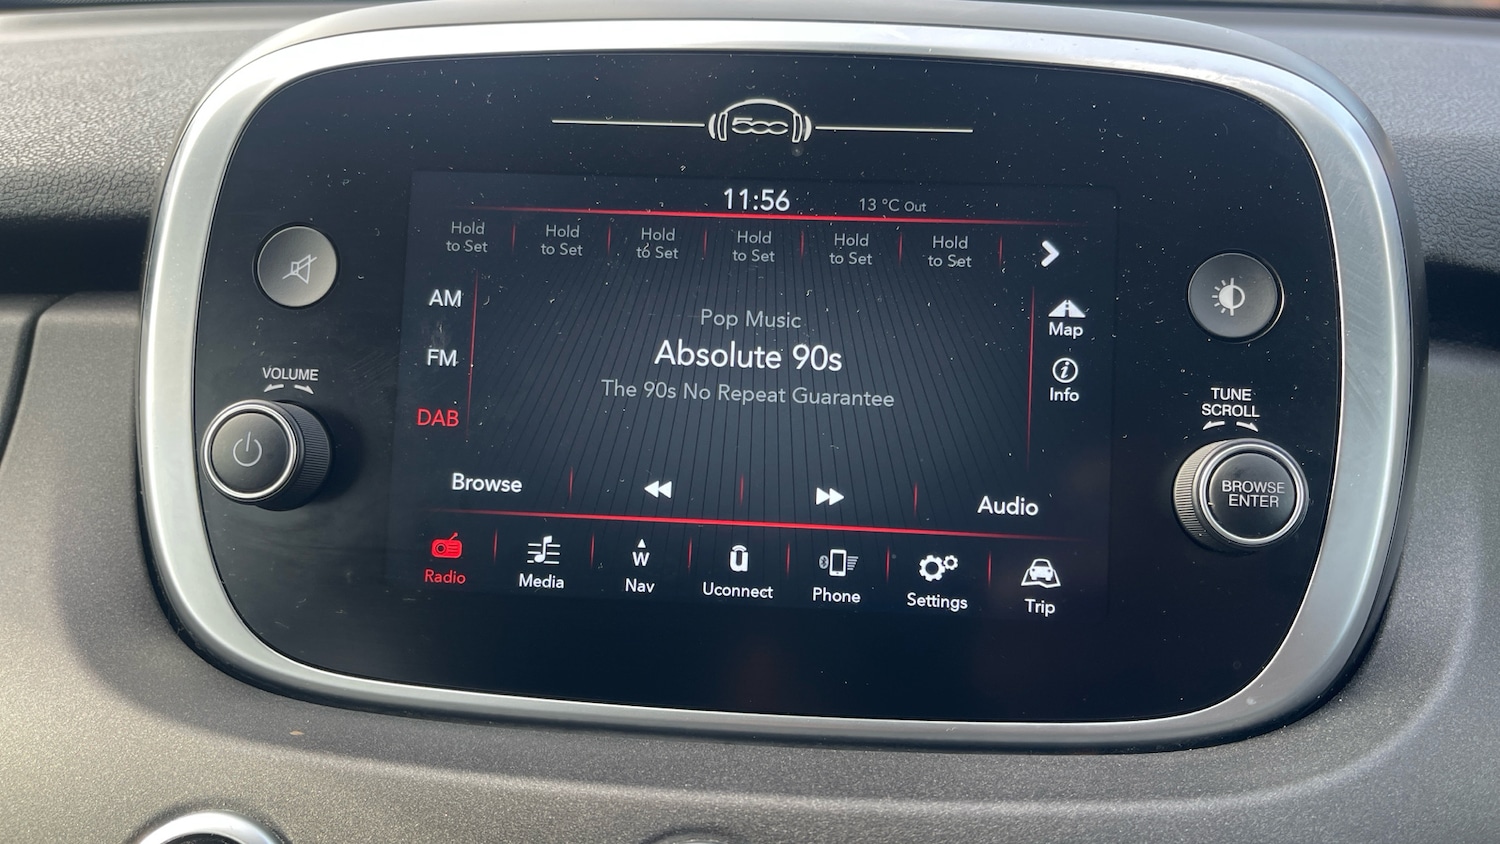 500
11:56
13 °C Out
Hold
to Set
Hold
to Set
Hold
to Set
Hold
to Set
Hold
to Set
Hold
to Set
AM
FM
DAB
Pop Music
Absolute 90s
The 90s No Repeat Guarantee
Map
Info
VOLUME
TUNE
SCROLL
BROWSE
ENTER
Browse
Audio
Radio
Media
W
Nav
Uconnect
Phone
Settings
Trip